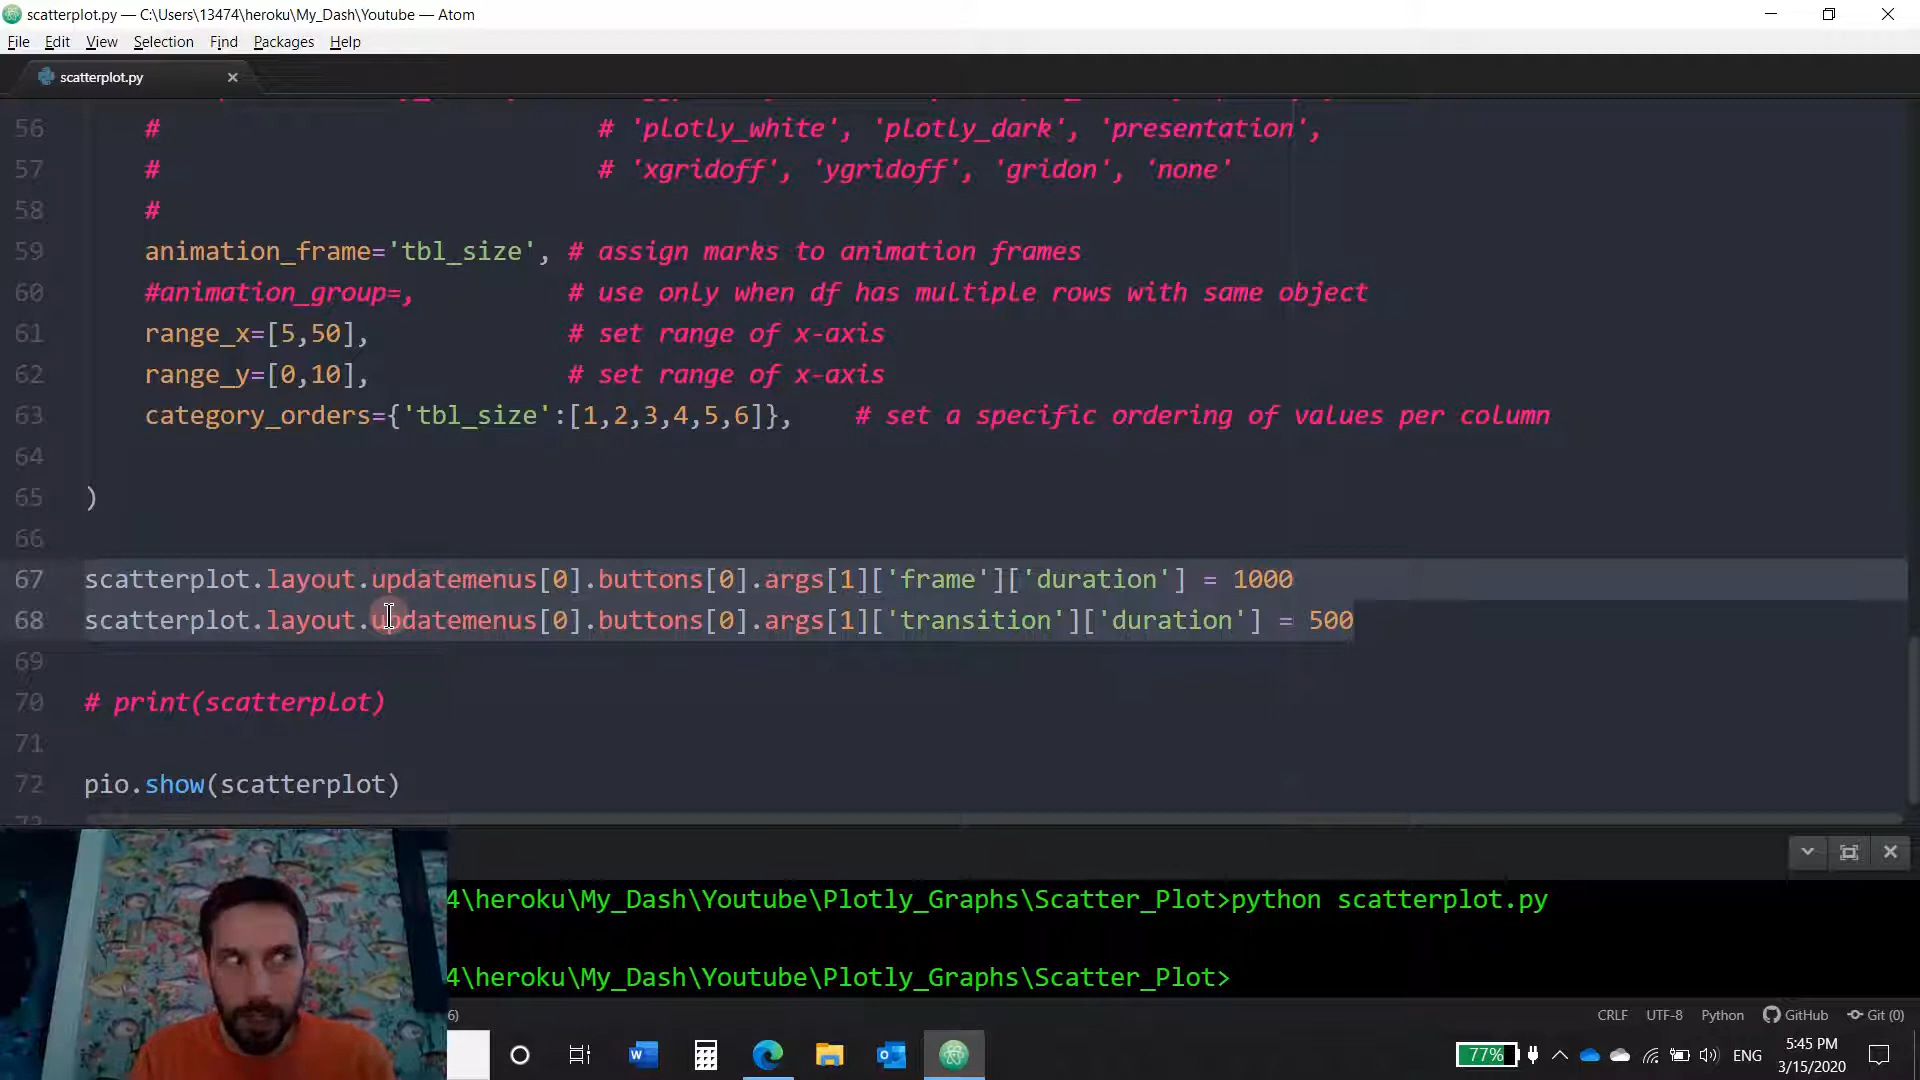 scatterplot.py — C:\Users\13474\heroku\My_Dash\Youtube — Atom
File Edit View Selection Find Packages Help
scatterplot.py
56 # # 'plotly_white', 'plotly_dark', 'presentation',
57 # # 'xgridoff', 'ygridoff', 'gridon', 'none'
58 #
59 animation_frame='tbl_size', # assign marks to animation frames
60 #animation_group=, # use only when df has multiple rows with same object
61 range_x=[5,50], # set range of x-axis
62 range_y=[0,10], # set range of x-axis
63 category_orders={'tbl_size':[1,2,3,4,5,6]}, # set a specific ordering of values per column
64
65 )
66
67 scatterplot.layout.updatemenus[0].buttons[0].args[1]['frame']['duration'] = 1000
68 scatterplot.layout.updatemenus[0].buttons[0].args[1]['transition']['duration'] = 500
69
70 # print(scatterplot)
71
72 pio.show(scatterplot)
4\heroku\My_Dash\Youtube\Plotly_Graphs\Scatter_Plot>python scatterplot.py
4\heroku\My_Dash\Youtube\Plotly_Graphs\Scatter_Plot>
6) CRLF UTF-8 Python GitHub Git (0)
77% ENG 5:45 PM
3/15/2020